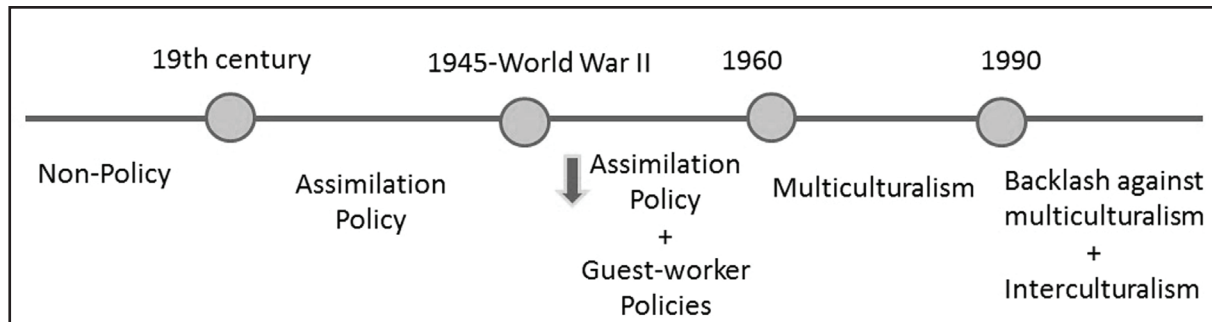 19th century
1945-World War II
1960
1990
Non-Policy
Assimilation
Policy
Assimilation
Policy
+
Guest-worker
Policies
Multiculturalism
Backlash against
multiculturalism
+
Interculturalism